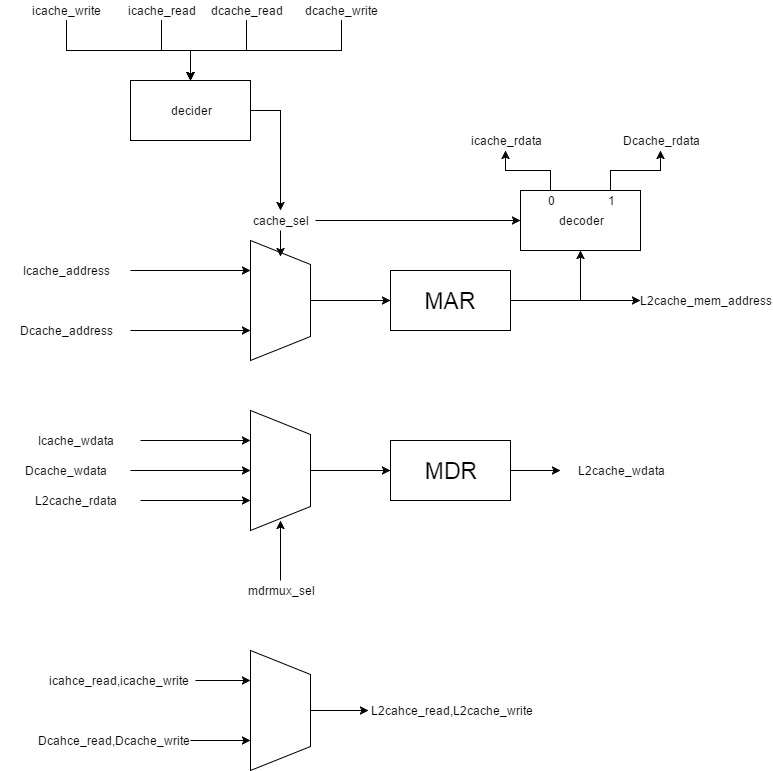 icache_write
icache_read
dcache_read
dcache_write
decider
icache_rdata
Dcache_rdata
0
1
decoder
cache_sel
Icache_address
MAR
L2cache_mem_address
Dcache_address
Icache_wdata
Dcache_wdata
MDR
L2cache_wdata
L2cache_rdata
mdrmux_sel
icahce_read,icache_write
L2cahce_read,L2cache_write
Dcahce_read,Dcache_write